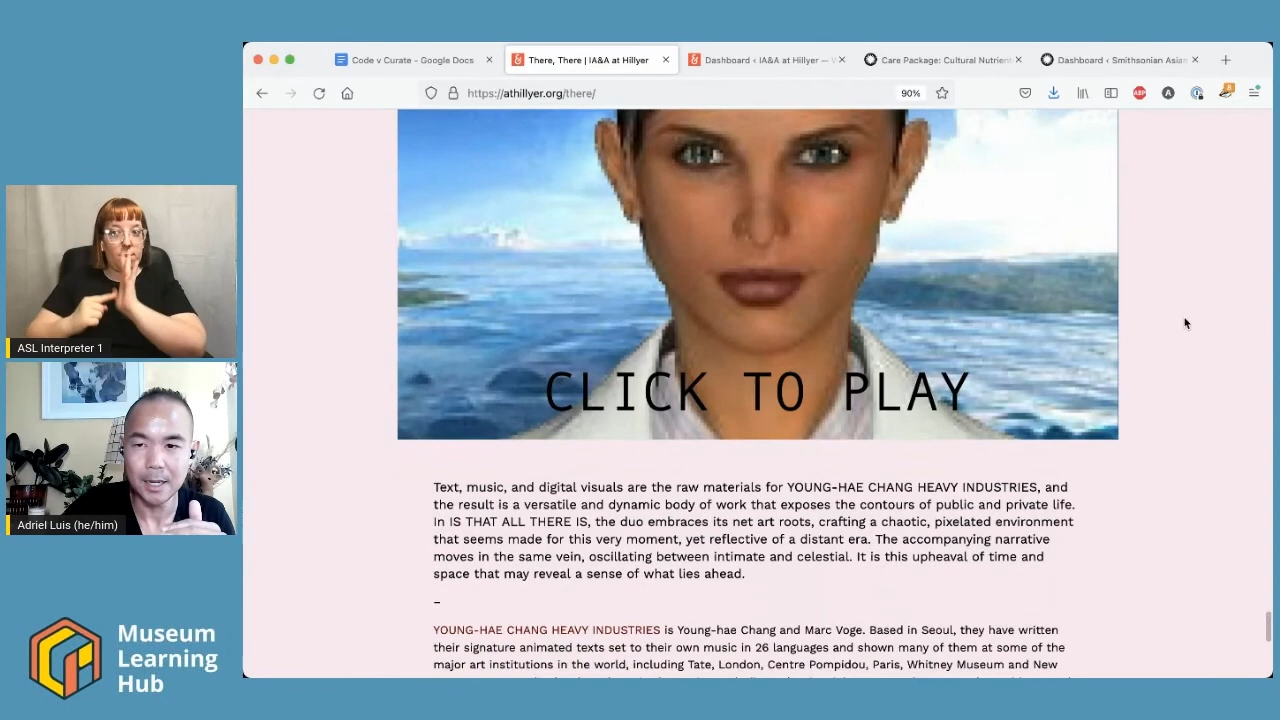 Code v Curate - Google Docs
There, There | IA&A at Hillyer
Dashboard ‹ IA&A at Hillyer —
Care Package: Cultural Nutrient
Dashboard ‹ Smithsonian Asian
https://athillyer.org/there/
90%
ABP
A
CLICK TO PLAY
Text, music, and digital visuals are the raw materials for YOUNG-HAE CHANG HEAVY INDUSTRIES, and
the result is a versatile and dynamic body of work that exposes the contours of public and private life.
In IS THAT ALL THERE IS, the duo embraces its net art roots, crafting a chaotic, pixelated environment
that seems made for this very moment, yet reflective of a distant era. The accompanying narrative
moves in the same vein, oscillating between intimate and celestial. It is this upheaval of time and
space that may reveal a sense of what lies ahead.
–
YOUNG-HAE CHANG HEAVY INDUSTRIES is Young-hae Chang and Marc Voge. Based in Seoul, they have written
their signature animated texts set to their own music in 26 languages and shown many of them at some of the
major art institutions in the world, including Tate, London, Centre Pompidou, Paris, Whitney Museum and New
ASL Interpreter 1
Adriel Luis (he/him)
Museum
Learning
Hub